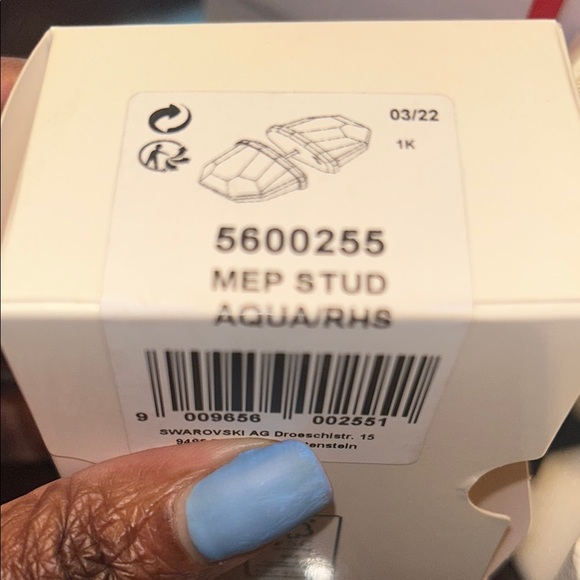 03/22
1K
5600255
MEP STUD
AQUA/RHS
9 009656 002551
SWAROVSKI AG Droeschistr. 15